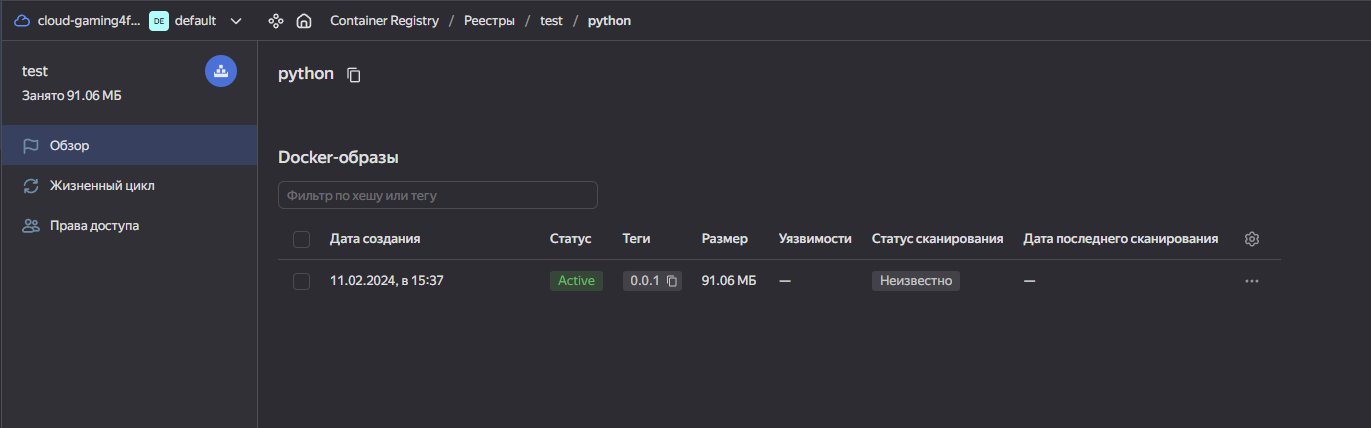 cloud-gaming4f... DE default Container Registry / Реестры / test / python
test
Занято 91.06 МБ
Обзор
Жизненный цикл
Права доступа
python
Docker-образы
Фильтр по хешу или тегу
Дата создания Статус Теги Размер Уязвимости Статус сканирования Дата последнего сканирования
11.02.2024, в 15:37 Active 0.0.1 91.06 МБ — Неизвестно —